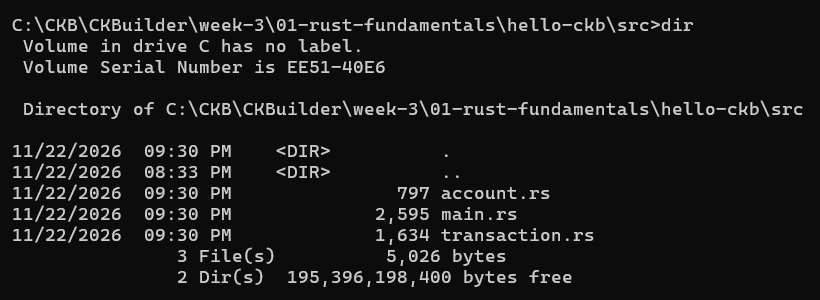 C:\CKB\CKBuilder\week-3\01-rust-fundamentals\hello-ckb\src>dir
 Volume in drive C has no label.
 Volume Serial Number is EE51-40E6

 Directory of C:\CKB\CKBuilder\week-3\01-rust-fundamentals\hello-ckb\src

11/22/2026  09:30 PM    <DIR>          .
11/22/2026  08:33 PM    <DIR>          ..
11/22/2026  09:30 PM               797 account.rs
11/22/2026  09:30 PM             2,595 main.rs
11/22/2026  09:30 PM             1,634 transaction.rs
               3 File(s)          5,026 bytes
               2 Dir(s)  195,396,198,400 bytes free